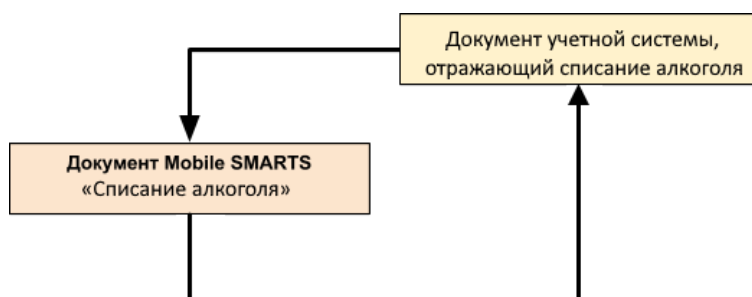 Документ учетной системы,
отражающий списание алкоголя
Документ Mobile SMARTS
«Списание алкоголя»